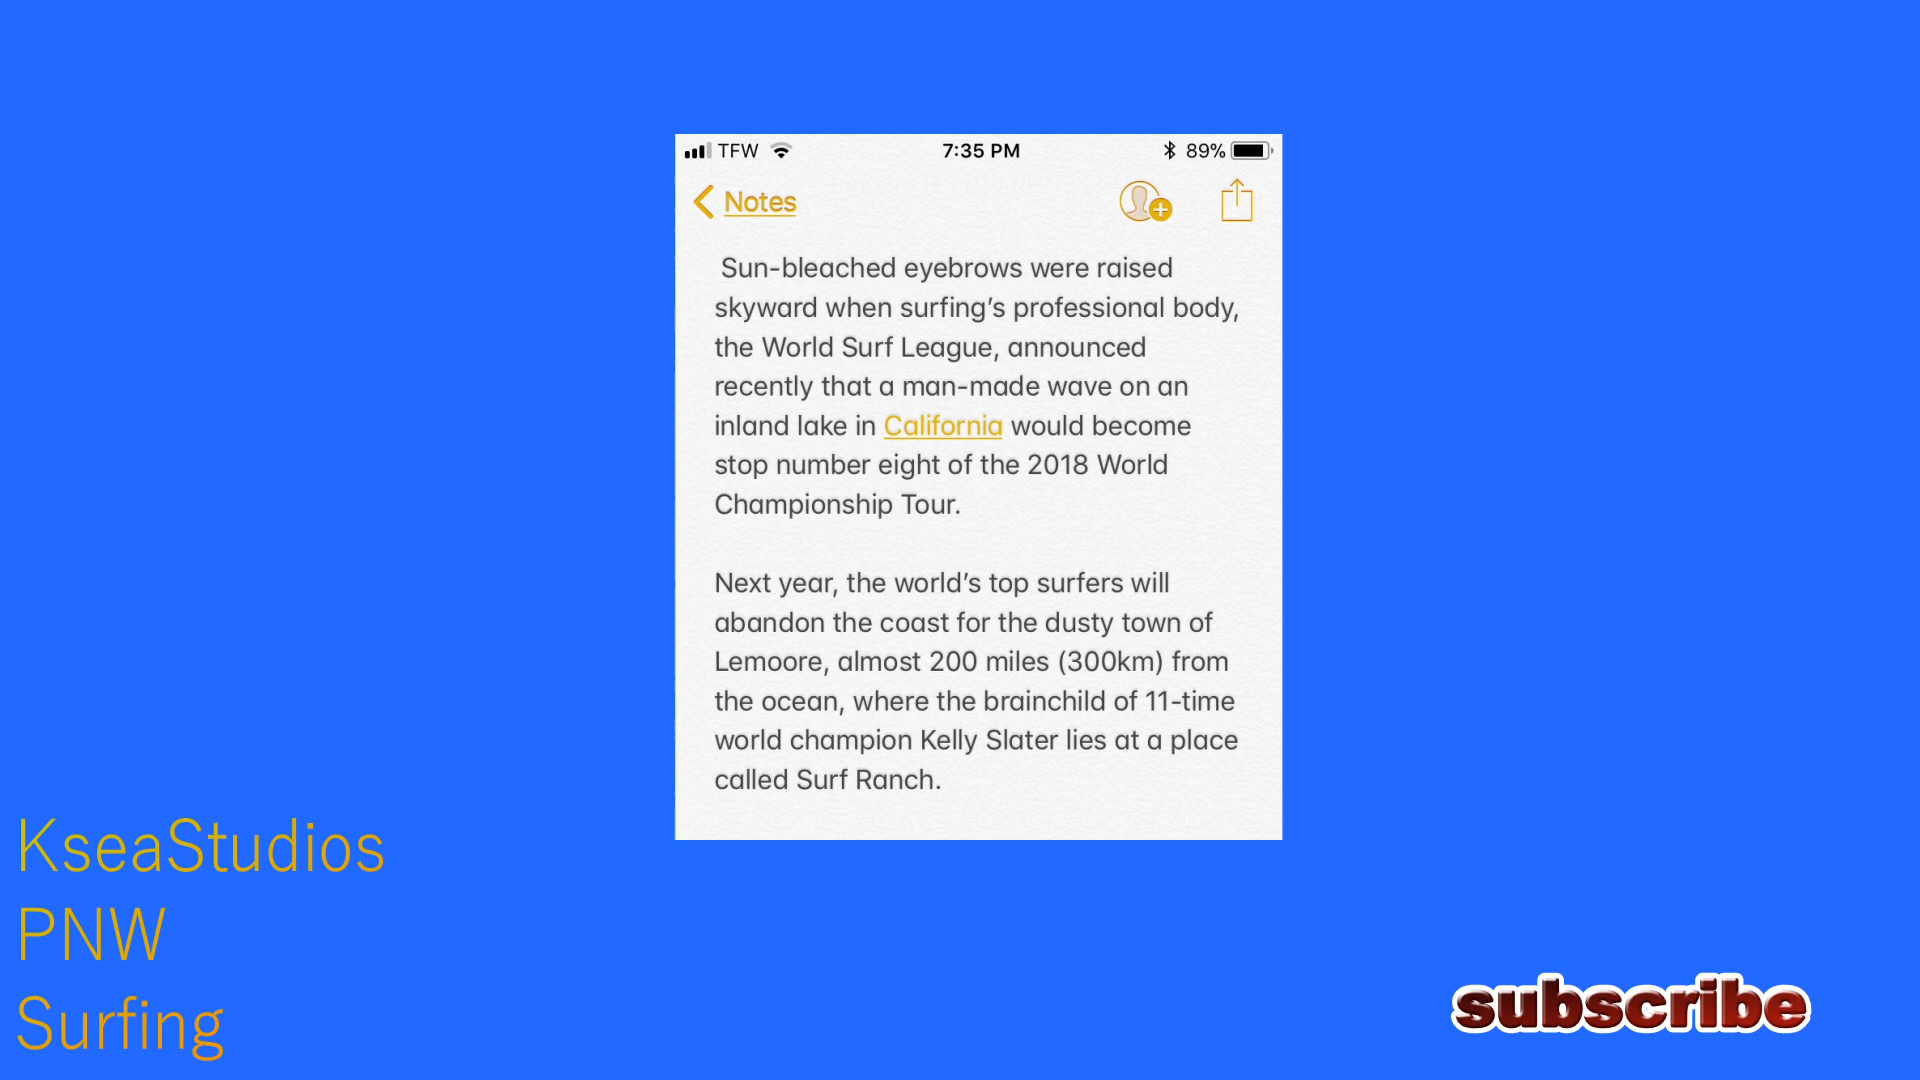 TFW 7:35 PM 89%
Notes
Sun-bleached eyebrows were raised
skyward when surfing’s professional body,
the World Surf League, announced
recently that a man-made wave on an
inland lake in California would become
stop number eight of the 2018 World
Championship Tour.
Next year, the world’s top surfers will
abandon the coast for the dusty town of
Lemoore, almost 200 miles (300km) from
the ocean, where the brainchild of 11-time
world champion Kelly Slater lies at a place
called Surf Ranch.
KseaStudios
PNW
Surfing
subscribe